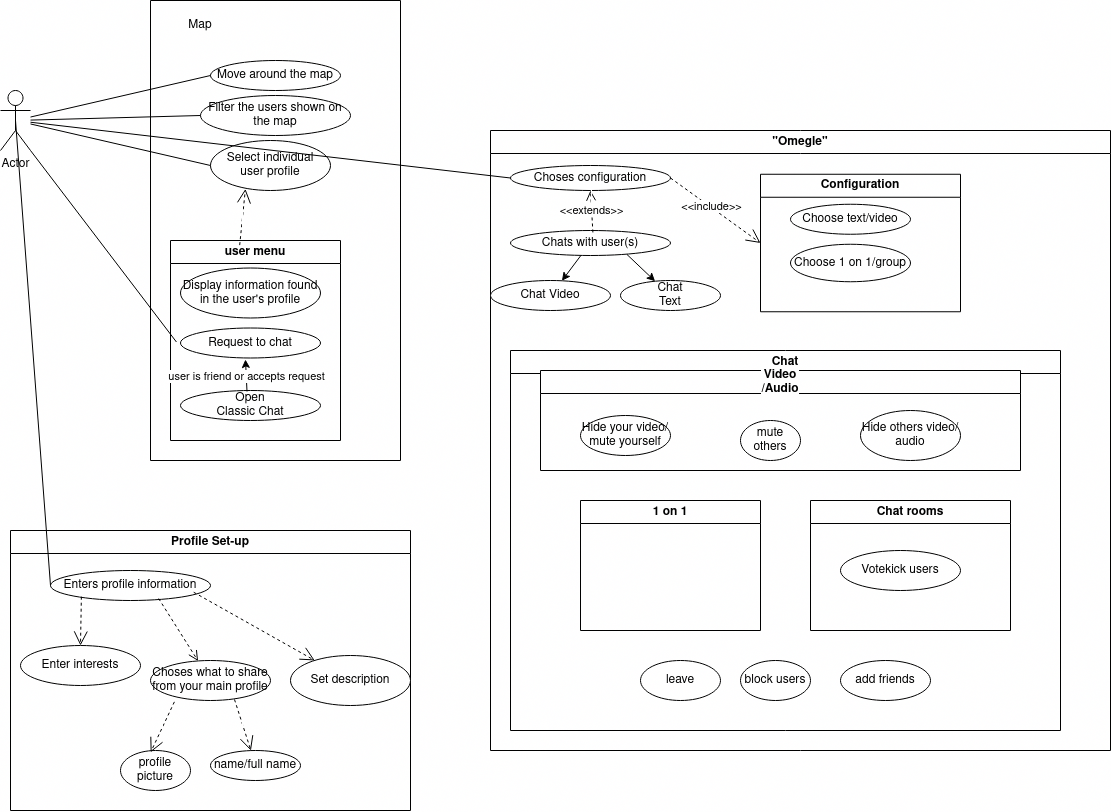 Map
Move around the map
Filter the users shown on
the map
Select individual
user profile
Actor
user menu
Display information found
in the user's profile
Request to chat
user is friend or accepts request
Open
Classic Chat
"Omegle"
Choses configuration
<<extends>>
<<include>>
Chats with user(s)
Chat Video
Chat
Text
Configuration
Choose text/video
Choose 1 on 1/group
Chat
Video
/Audio
Hide your video/
mute yourself
mute
others
Hide others video/
audio
1 on 1
Chat rooms
Votekick users
leave
block users
add friends
Profile Set-up
Enters profile information
Enter interests
Choses what to share
from your main profile
Set description
profile
picture
name/full name